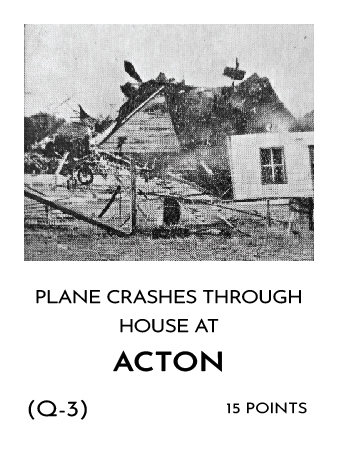 PLANE CRASHES THROUGH
HOUSE AT
ACTON
(Q-3)
15 POINTS